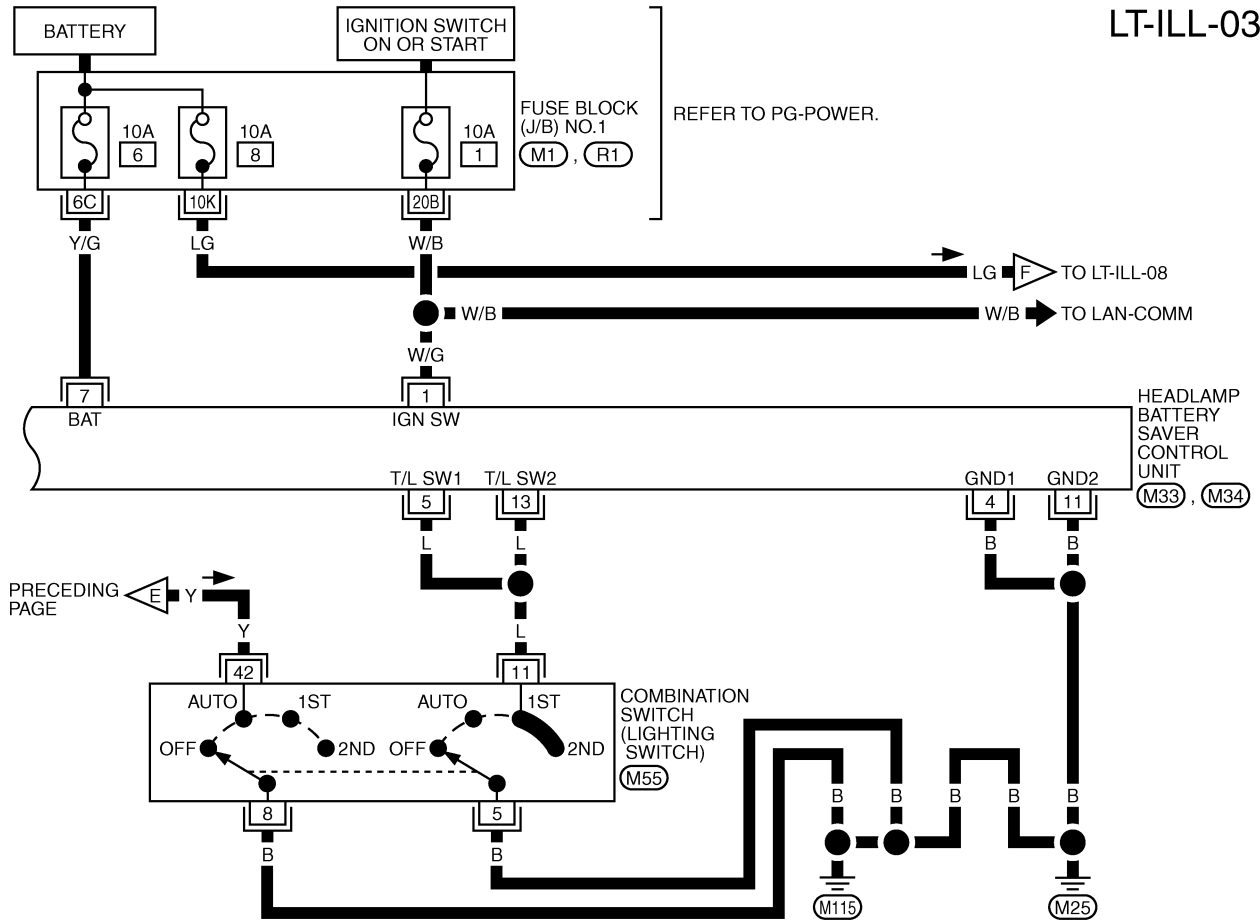 LT-ILL-03
BATTERY
IGNITION SWITCH
ON OR START
FUSE BLOCK
(J/B) NO.1
M1 , R1
REFER TO PG-POWER.
10A
6
10A
8
10A
1
6C
10K
20B
Y/G
LG
W/B
LG
F
TO LT-ILL-08
W/B
W/B
TO LAN-COMM
W/G
7
1
BAT
IGN SW
HEADLAMP
BATTERY
SAVER
CONTROL
UNIT
M33 , M34
T/L SW1
T/L SW2
GND1
GND2
5
13
4
11
L
L
B
B
PRECEDING
PAGE
E
Y
Y
L
42
11
AUTO
1ST
AUTO
1ST
OFF
2ND
OFF
2ND
COMBINATION
SWITCH
(LIGHTING
SWITCH)
M55
8
5
B
B
B
B
B
B
B
M115
M25